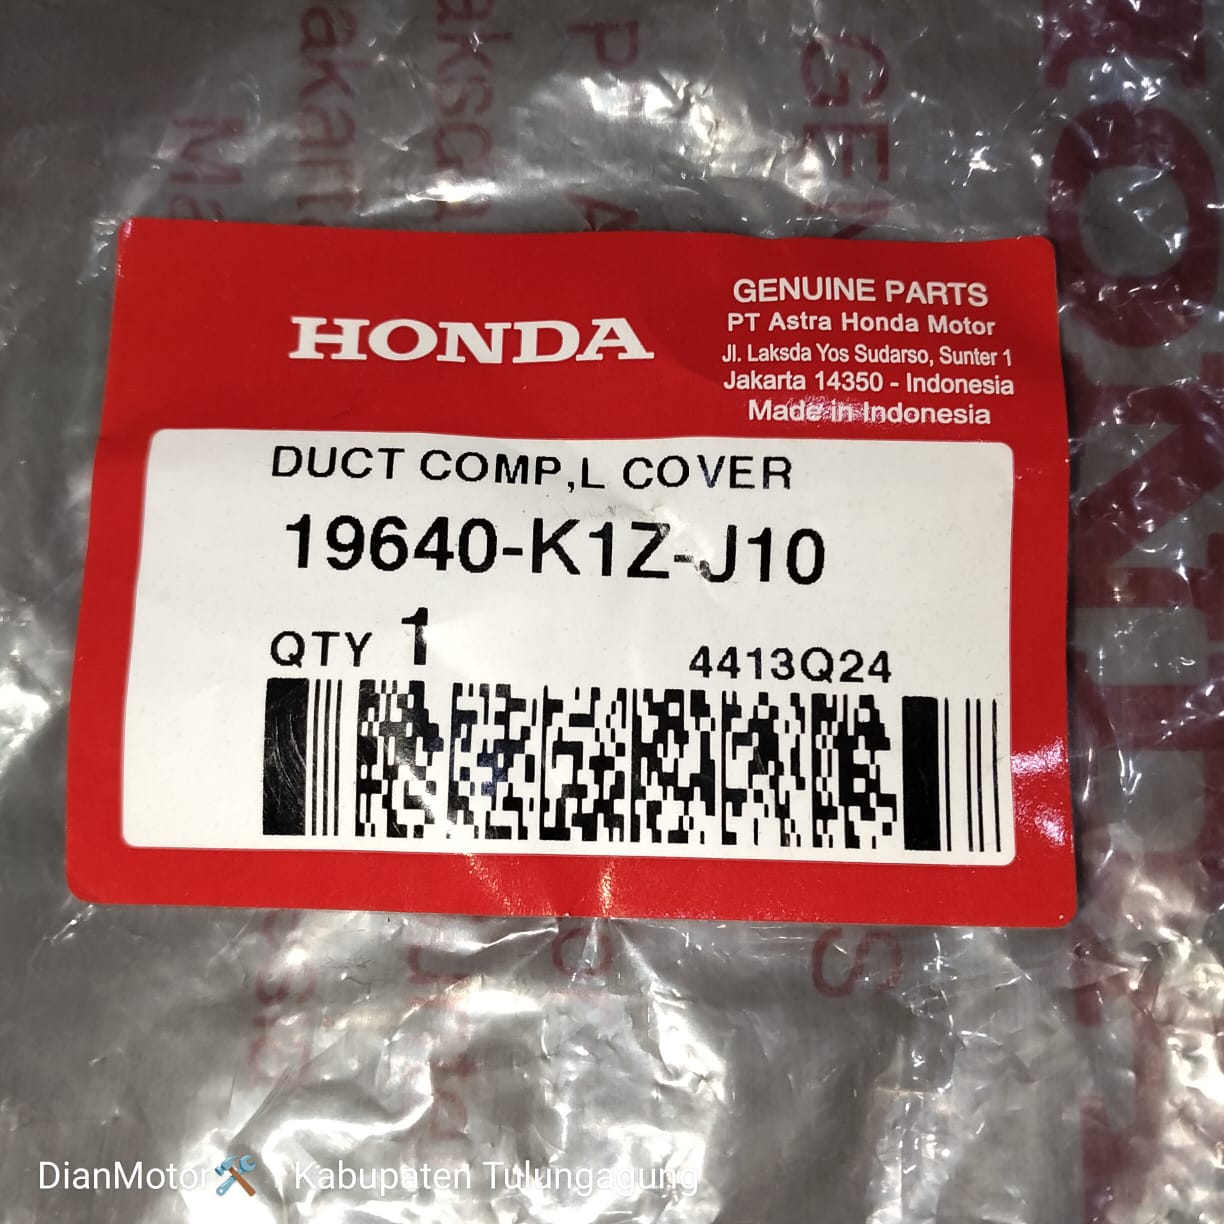 HONDA
GENUINE PARTS
PT Astra Honda Motor
Jl. Laksda Yos Sudarso, Sunter 1
Jakarta 14350 - Indonesia
Made in Indonesia
DUCT COMP,L COVER
19640-K1Z-J10
QTY 1
4413Q24
DianMotor🛠️ Kabupaten Tulungagung